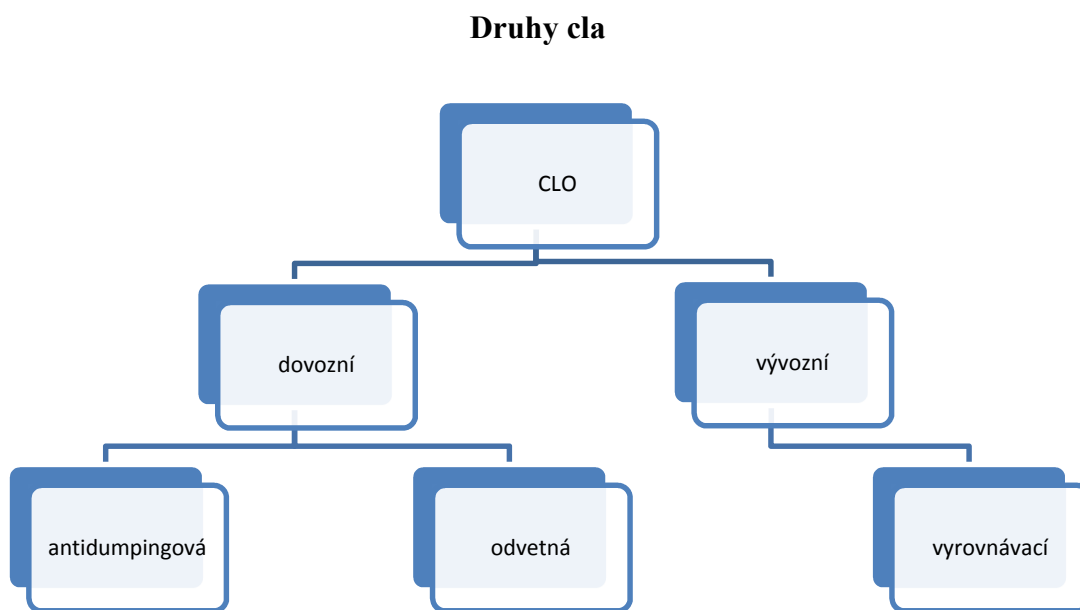 Druhy cla
CLO
dovozní
vývozní
antidumpingová
odvetná
vyrovnávací